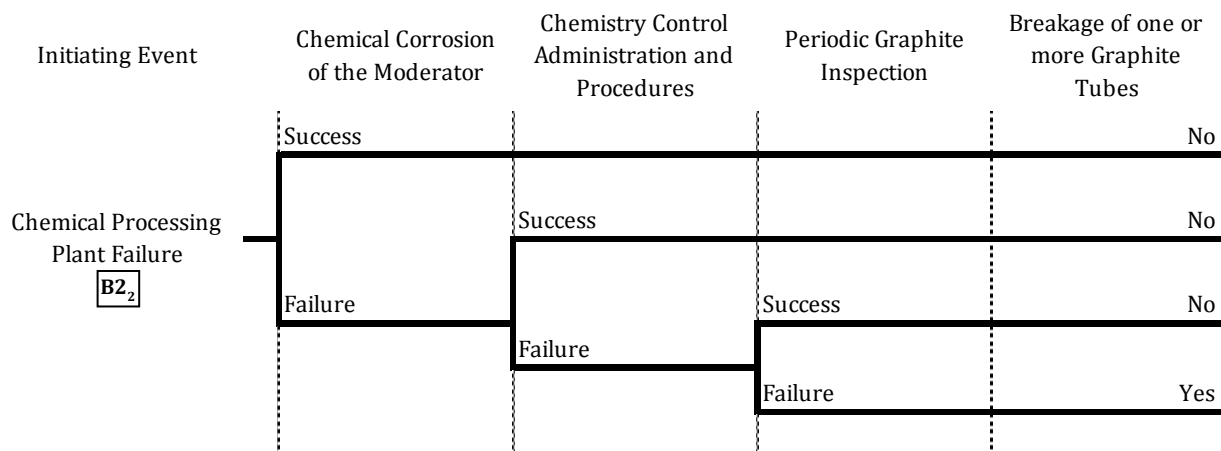 Initiating Event
Chemical Corrosion
of the Moderator
Chemistry Control
Administration and
Procedures
Periodic Graphite
Inspection
Breakage of one or
more Graphite
Tubes
Success
No
Chemical Processing
Plant Failure
B2₂
Success
No
Failure
Success
No
Failure
Failure
Yes